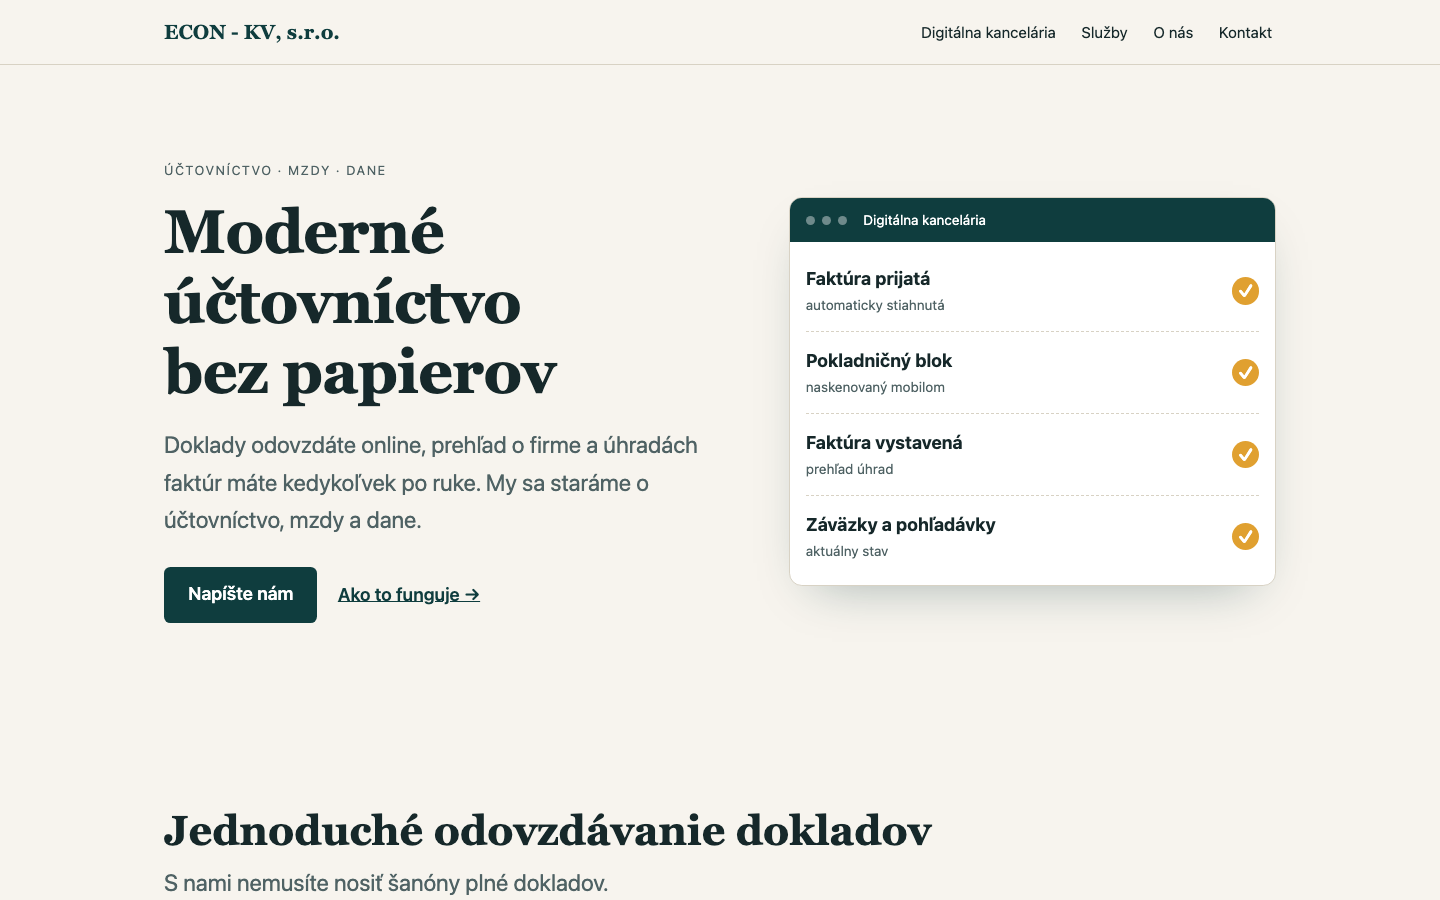 ECON - KV, s.r.o.
Digitálna kancelária
Služby
O nás
Kontakt
ÚČTOVNÍCTVO · MZDY · DANE
Moderné
účtovníctvo
bez papierov
Doklady odovzdáte online, prehľad o firme a úhradách
faktúr máte kedykoľvek po ruke. My sa staráme o
účtovníctvo, mzdy a dane.
Napíšte nám
Ako to funguje →
Digitálna kancelária
Faktúra prijatá
automaticky stiahnutá
Pokladničný blok
naskenovaný mobilom
Faktúra vystavená
prehľad úhrad
Záväzky a pohľadávky
aktuálny stav
Jednoduché odovzdávanie dokladov
S nami nemusíte nosiť šanóny plné dokladov.